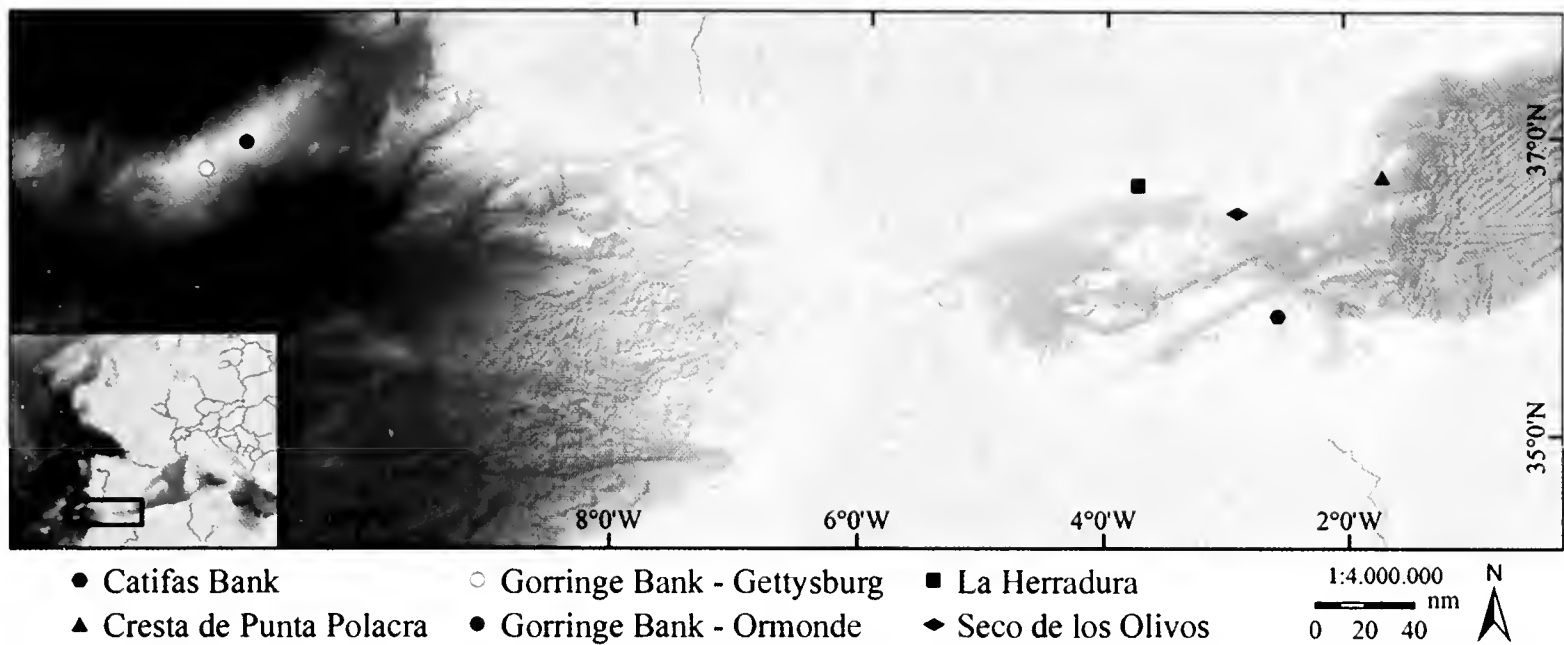 37°0'N
35°0'N
8°0'0"W 6°0'W 4°0'W 2°0'W
Catifas Bank Gorringe Bank - Gettysburg La Herradura 1:4.000.000 N
Cresta de Punta Polacra Gorringe Bank - Ormonde Seco de los Olivos nm
0 20 40